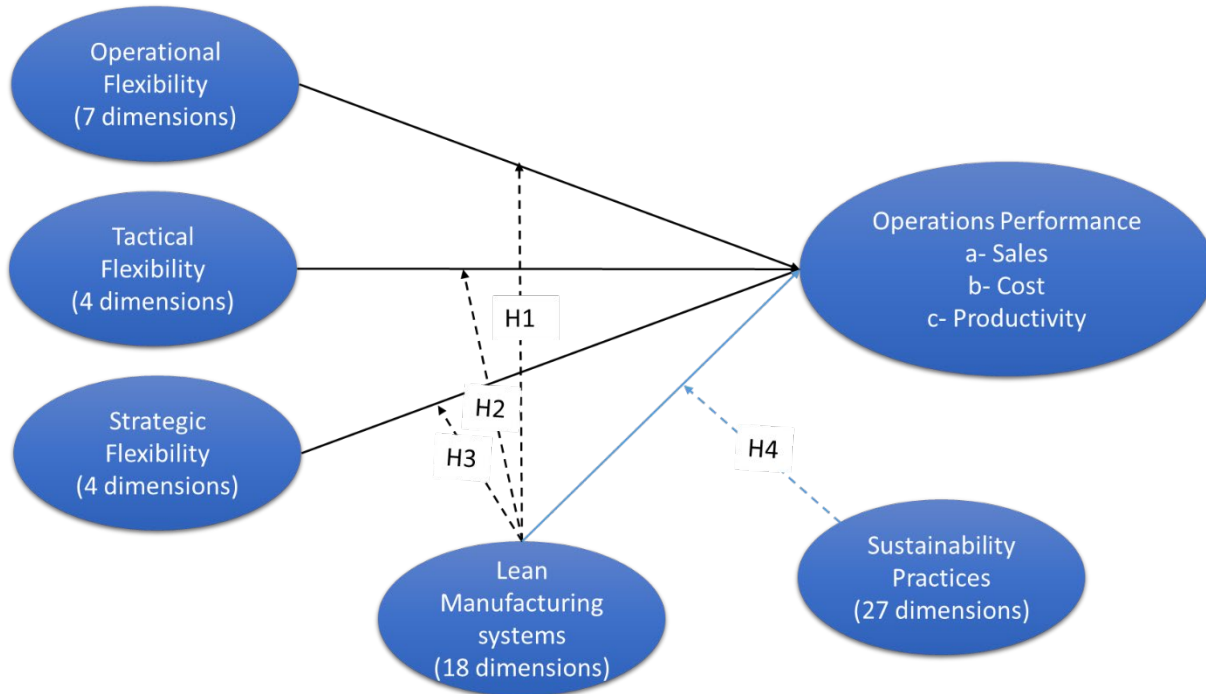 Operational
Flexibility
(7 dimensions)
Tactical
Flexibility
(4 dimensions)
Strategic
Flexibility
(4 dimensions)
Operations Performance
a- Sales
b- Cost
c- Productivity
H1
H2
H3
H4
Lean
Manufacturing
systems
(18 dimensions)
Sustainability
Practices
(27 dimensions)